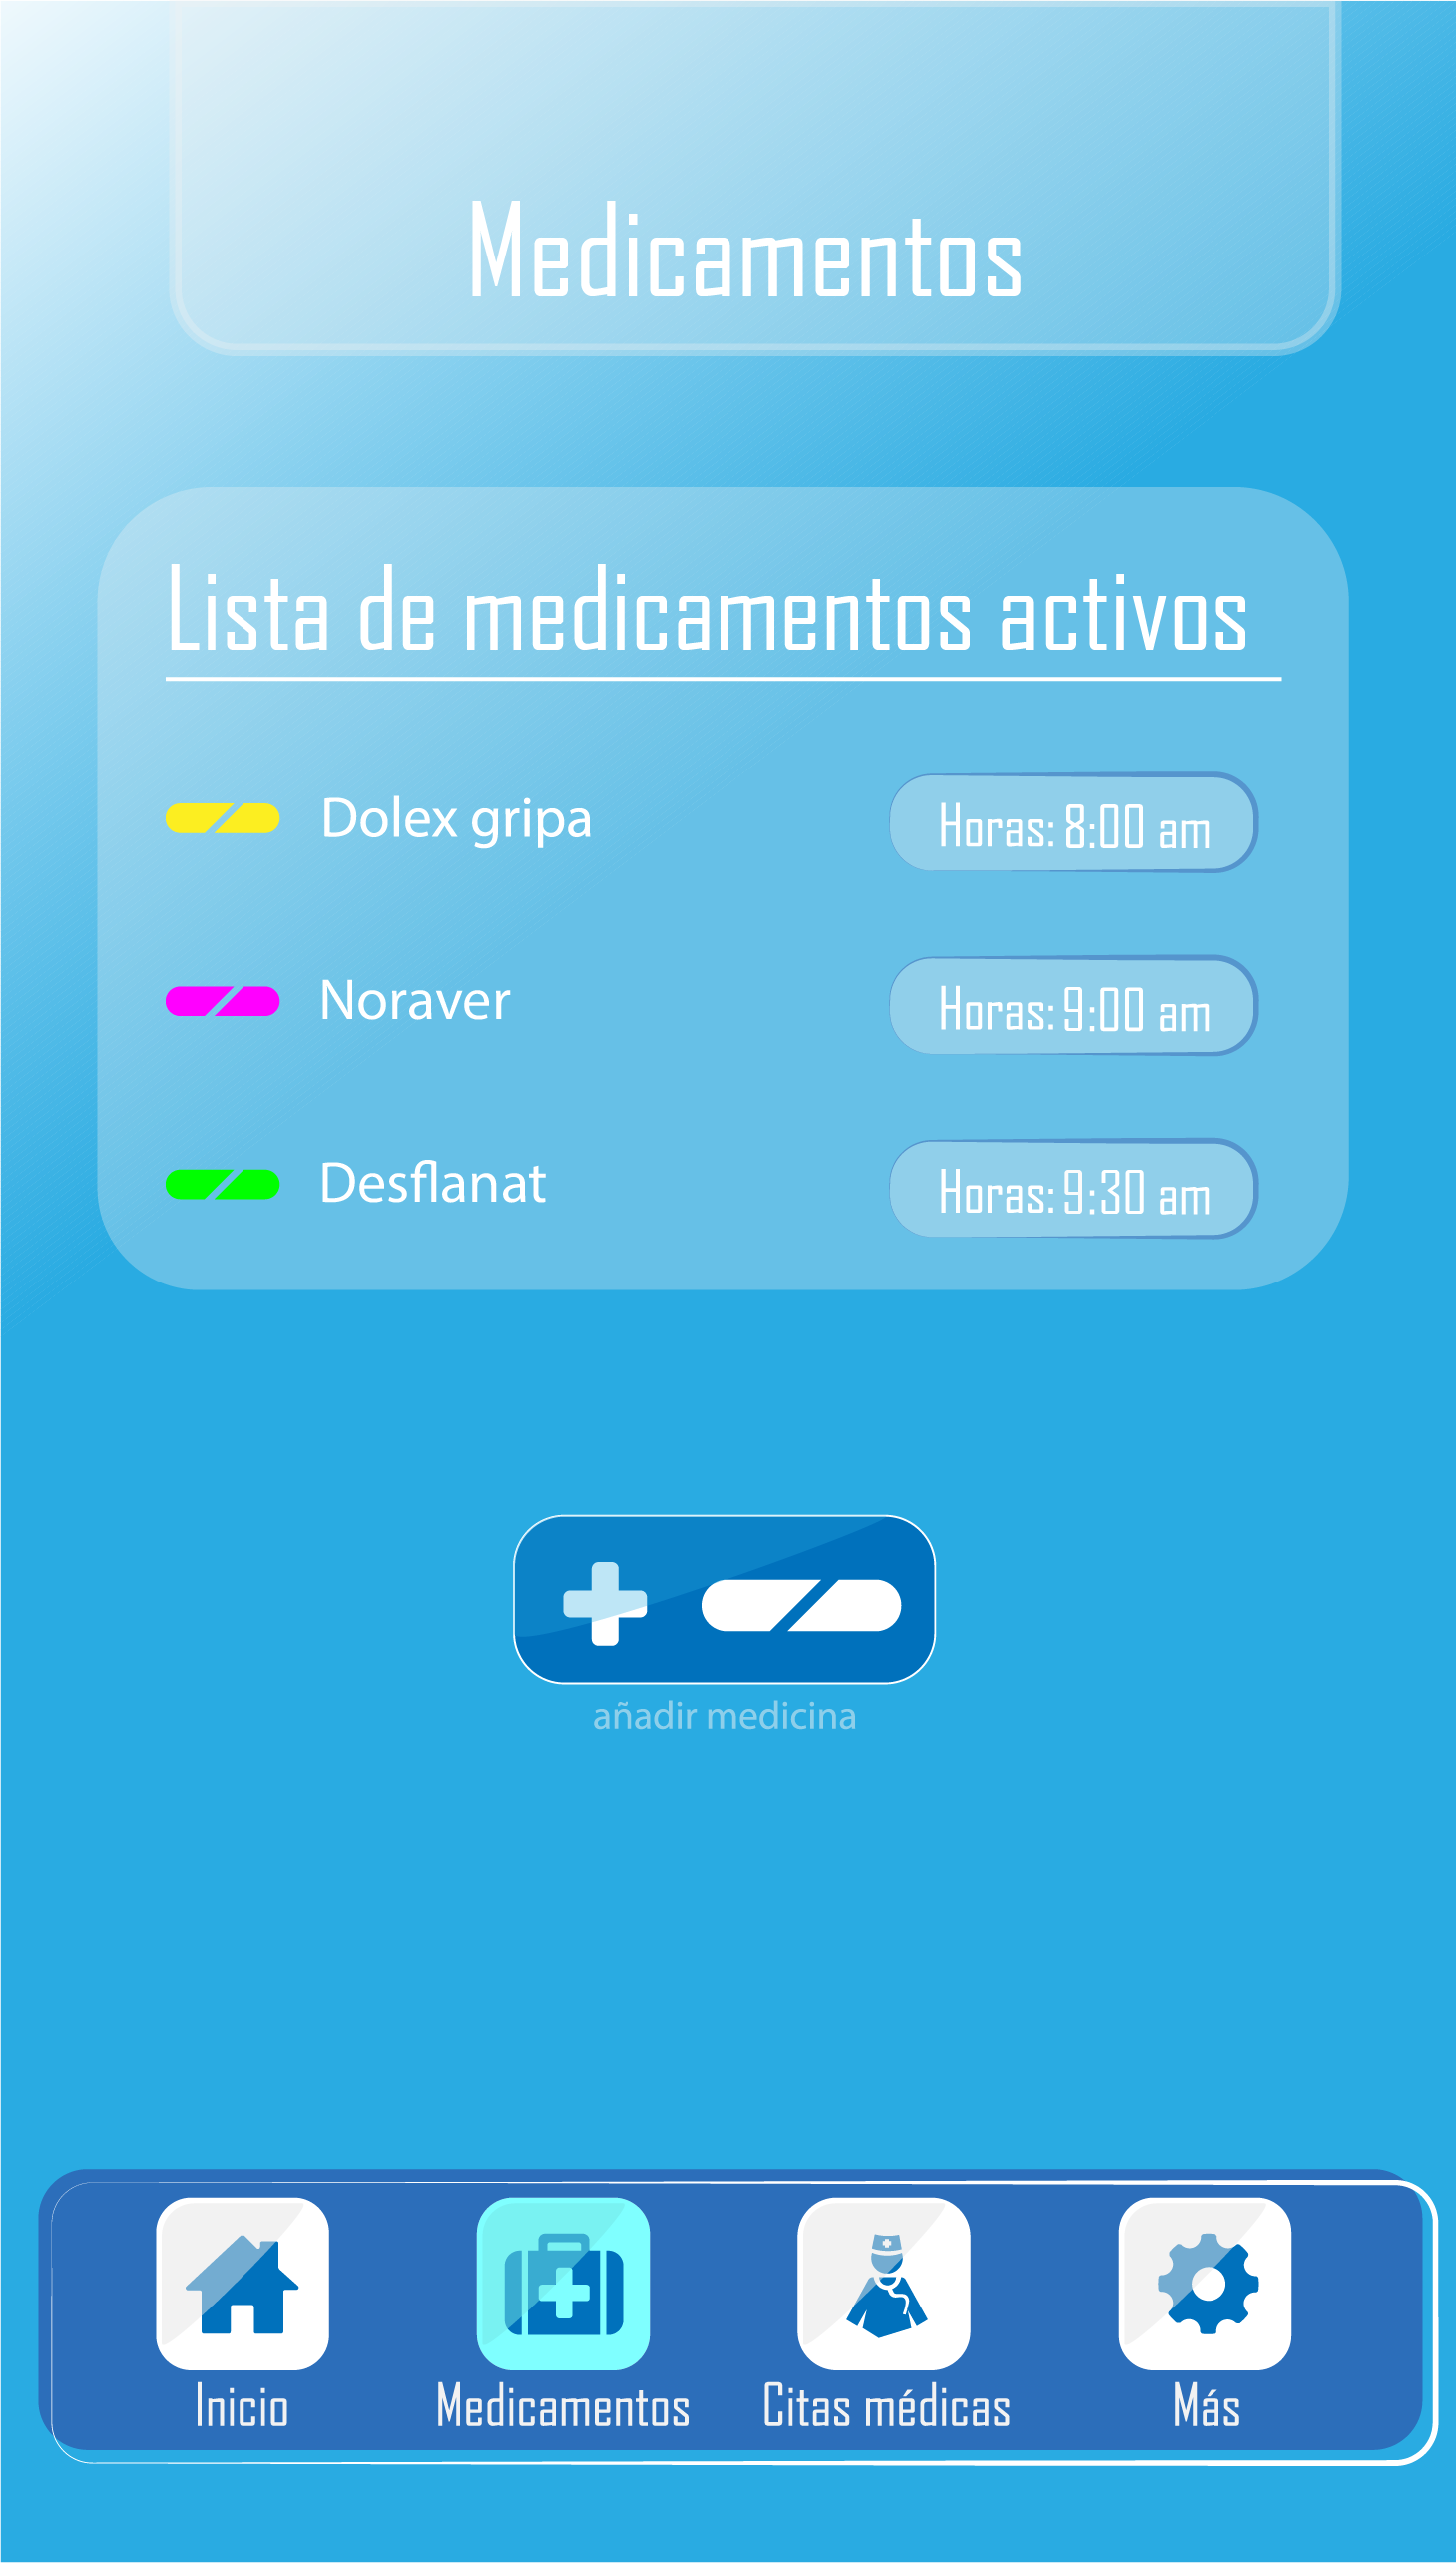 Medicamentos
Lista de medicamentos activos
Dolex gripa
Horas: 8:00 am
Noraver
Horas: 9:00 am
Desflanat
Horas: 9:30 am
añadir medicina
Inicio
Medicamentos
Citas médicas
Más